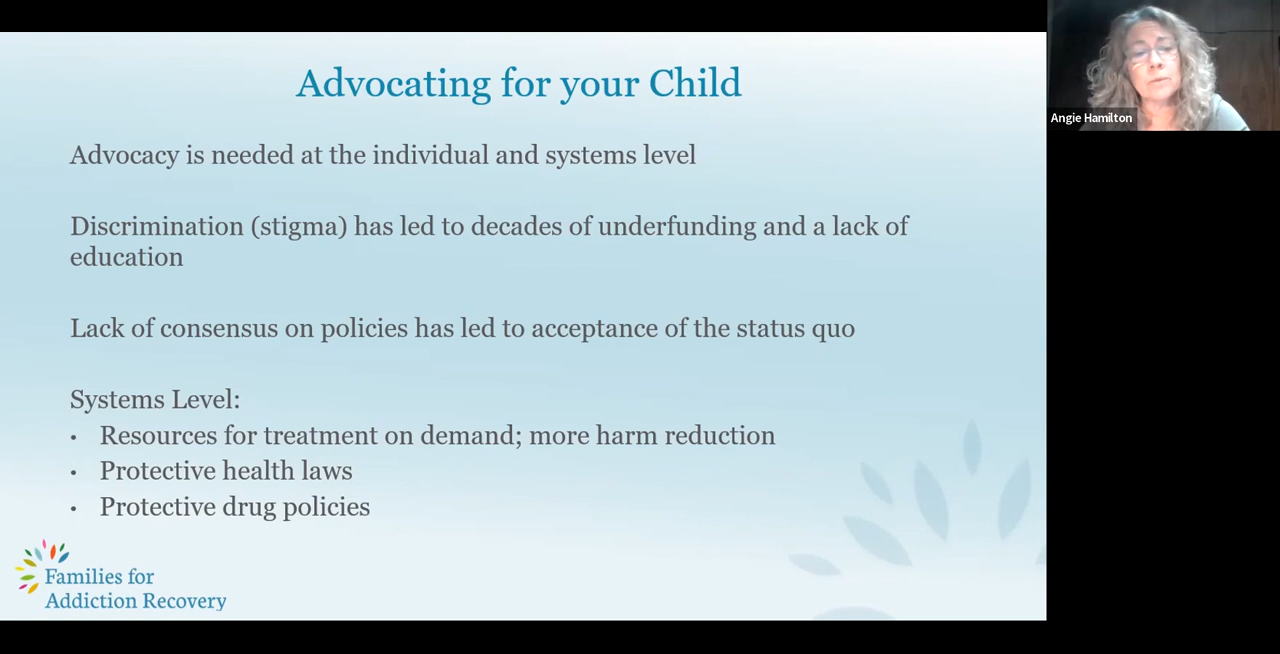 Advocating for your Child
Angie Hamilton
Advocacy is needed at the individual and systems level
Discrimination (stigma) has led to decades of underfunding and a lack of
education
Lack of consensus on policies has led to acceptance of the status quo
Systems Level:
• Resources for treatment on demand; more harm reduction
• Protective health laws
• Protective drug policies
Families for
Addiction Recovery